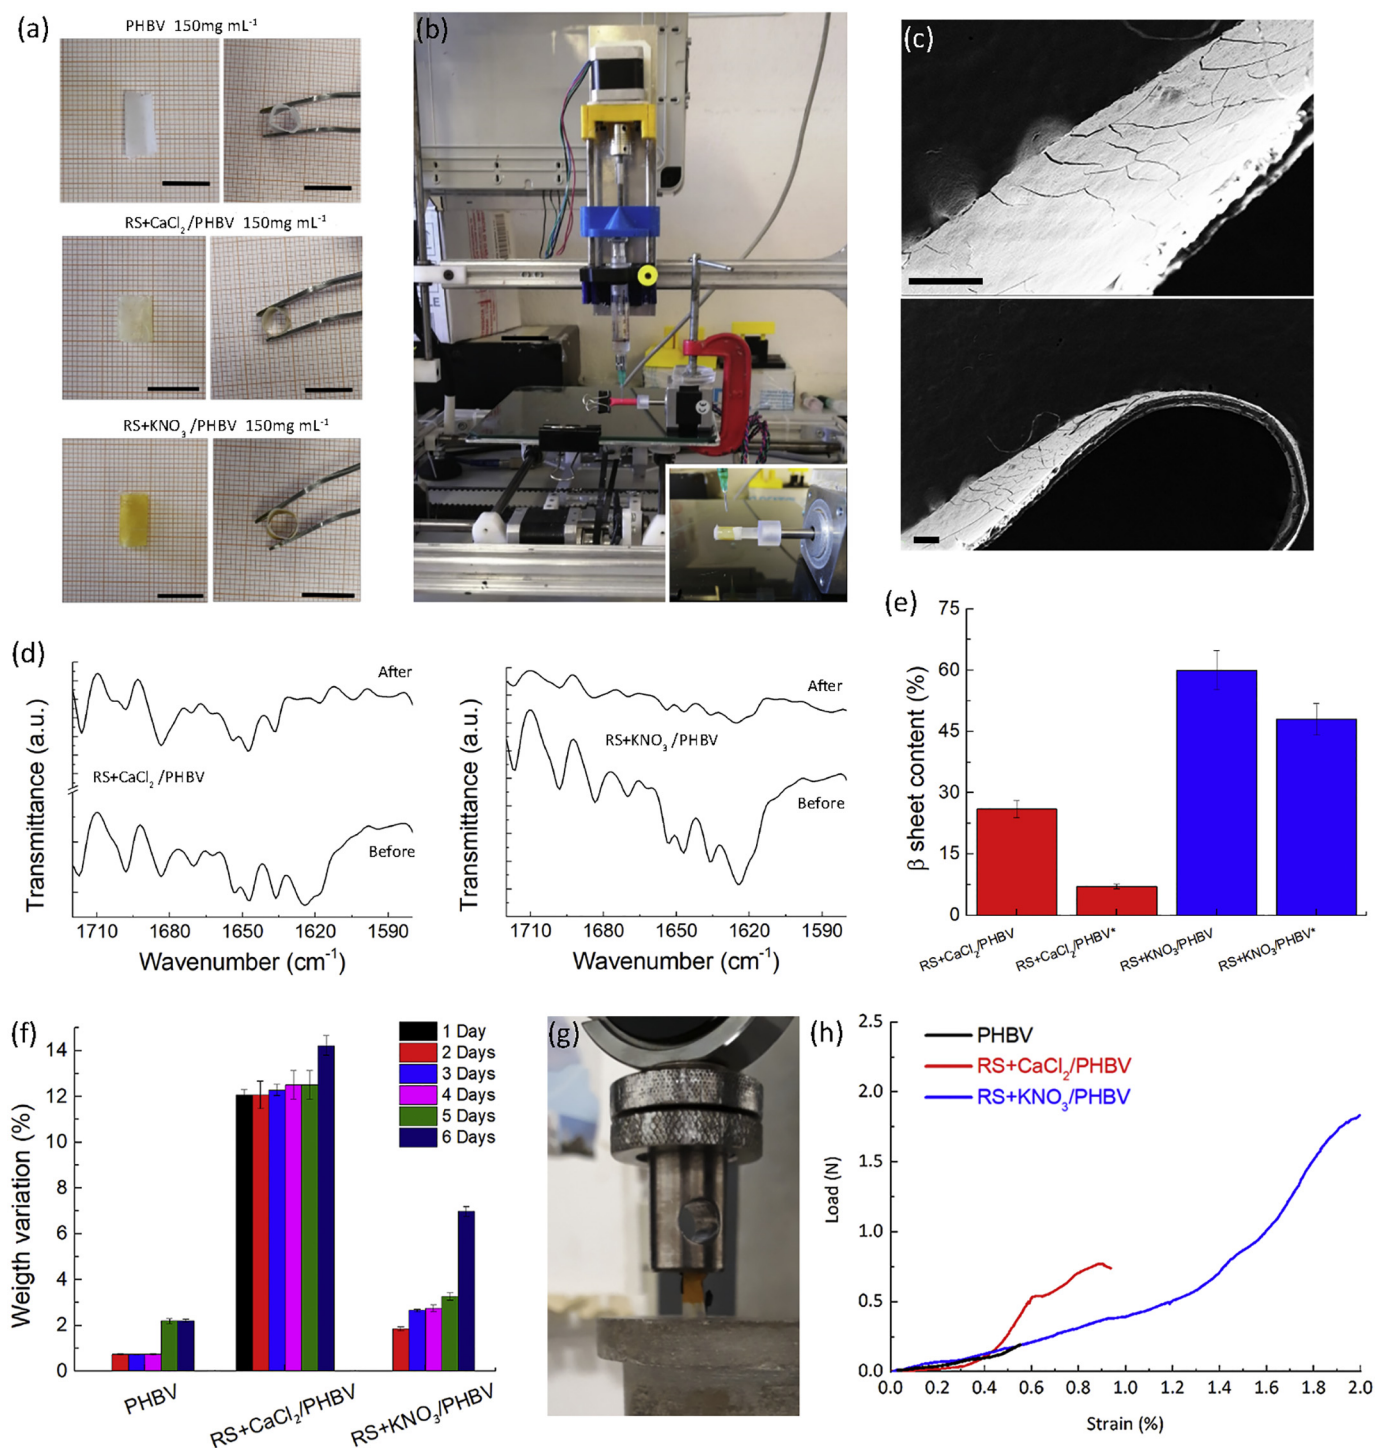 (a)
PHBV 150mg mL⁻¹
RS+CaCl₂/PHBV 150mg mL⁻¹
RS+KNO₃/PHBV 150mg mL⁻¹
(b)
(c)
(d)
Transmittance (a.u.)
After
RS+CaCl₂/PHBV
Before
1710 1680 1650 1620 1590
Wavenumber (cm⁻¹)
Transmittance (a.u.)
After
RS+KNO₃/PHBV
Before
1710 1680 1650 1620 1590
Wavenumber (cm⁻¹)
(e)
β sheet content (%)
75
60
45
30
15
0
RS+CaCl₂/PHBV
RS+CaCl₂/PHBV*
RS+KNO₃/PHBV
RS+KNO₃/PHBV*
(f)
Weigth variation (%)
14
12
10
8
6
4
2
0
1 Day
2 Days
3 Days
4 Days
5 Days
6 Days
PHBV
RS+CaCl₂/PHBV
RS+KNO₃/PHBV
(g)
(h)
Load (N)
2.5
2.0
1.5
1.0
0.5
0.0
PHBV
RS+CaCl₂/PHBV
RS+KNO₃/PHBV
0.0 0.2 0.4 0.6 0.8 1.0 1.2 1.4 1.6 1.8 2.0
Strain (%)